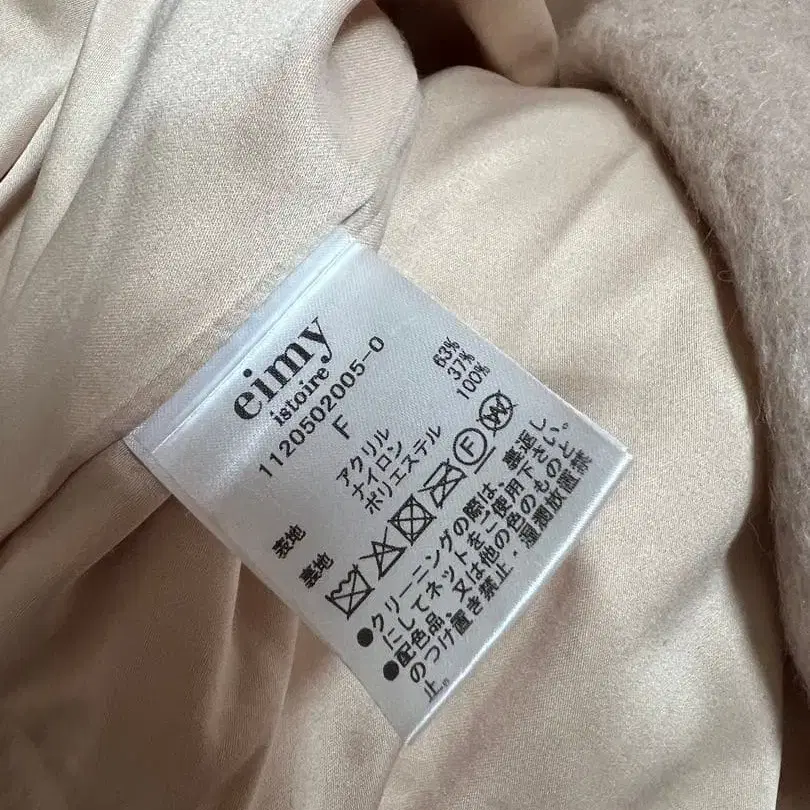 eimy
istoire
1120502005-0
F
表地 アクリル 63%
ナイロン 37%
裏地 ポリエステル 100%
F W
●クリーニングの際は、裏返し
にしてネットをご使用下さい。
●配色品、又は他の色のものと
のつけ置き禁止・湿潤放置禁
止。